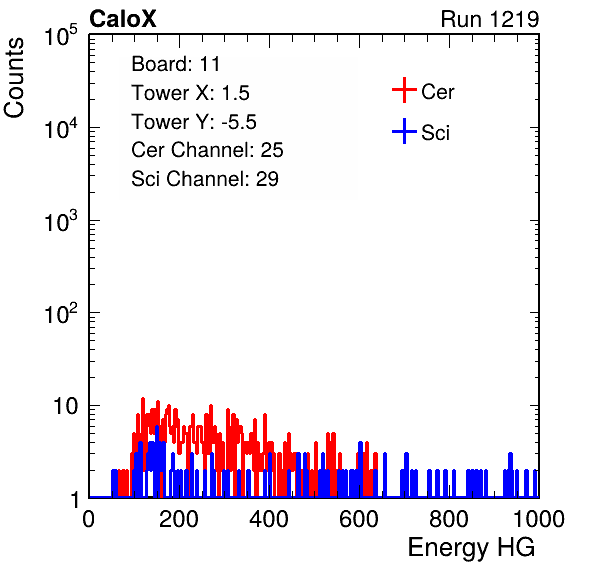 CaloX Run 1219
Board: 11
Tower X: 1.5
Tower Y: -5.5
Cer Channel: 25
Sci Channel: 29
Cer
Sci
Counts
10^5
10^4
10^3
10^2
10
1
0 200 400 600 800 1000
Energy HG